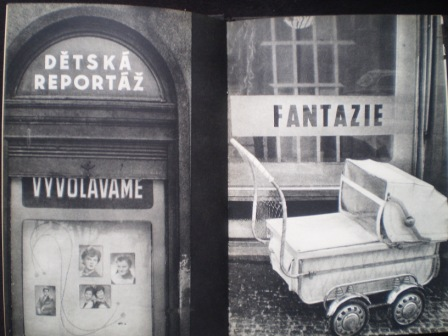 DĚTSKÁ
REPORTÁŽ
VYVOLÁVÁME
FANTAZIE